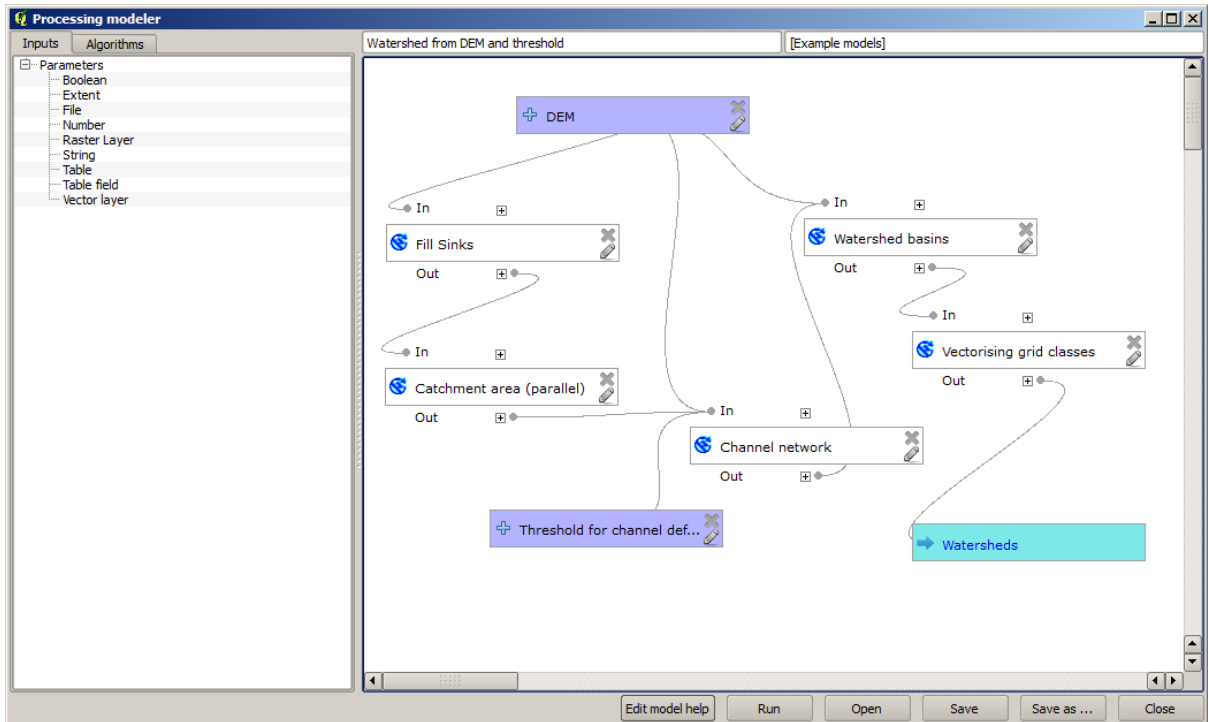 Processing modeler
Inputs
Algorithms
Watershed from DEM and threshold
[Example models]
Parameters
Boolean
Extent
File
Number
Raster Layer
String
Table
Table field
Vector layer
DEM
In
Fill Sinks
Out
In
Watershed basins
Out
In
Vectorising grid classes
Out
In
Catchment area (parallel)
Out
In
Channel network
Out
Threshold for channel def...
Watersheds
Edit model help
Run
Open
Save
Save as ...
Close